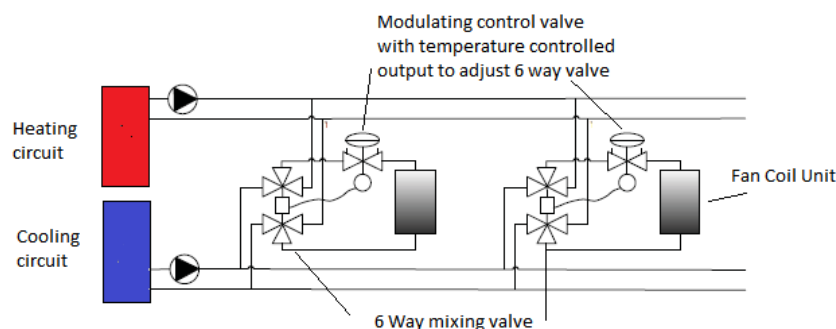 Modulating control valve
with temperature controlled
output to adjust 6 way valve
Heating
circuit
Fan Coil Unit
Cooling
circuit
6 Way mixing valve